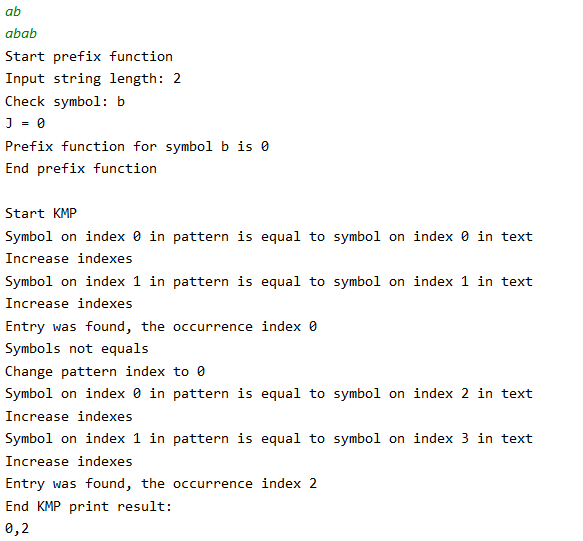 ab
abab
Start prefix function
Input string length: 2
Check symbol: b
J = 0
Prefix function for symbol b is 0
End prefix function
Start KMP
Symbol on index 0 in pattern is equal to symbol on index 0 in text
Increase indexes
Symbol on index 1 in pattern is equal to symbol on index 1 in text
Increase indexes
Entry was found, the occurrence index 0
Symbols not equals
Change pattern index to 0
Symbol on index 0 in pattern is equal to symbol on index 2 in text
Increase indexes
Symbol on index 1 in pattern is equal to symbol on index 3 in text
Increase indexes
Entry was found, the occurrence index 2
End KMP print result:
0,2